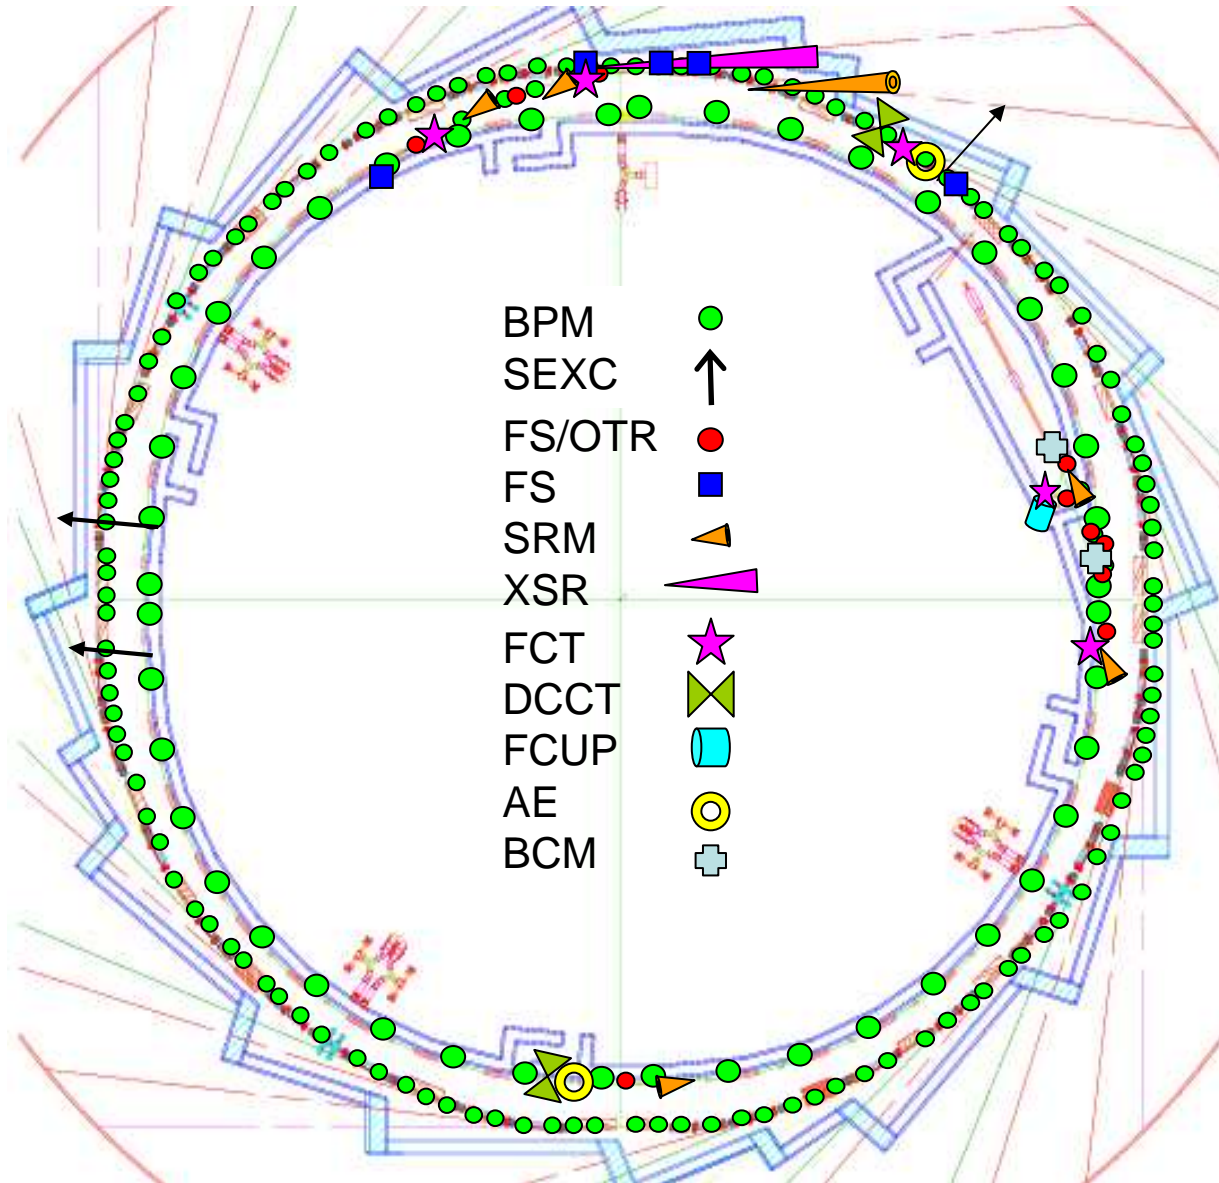 BPM
SEXC
FS/OTR
FS
SRM
XSR
FCT
DCCT
FCUP
AE
BCM